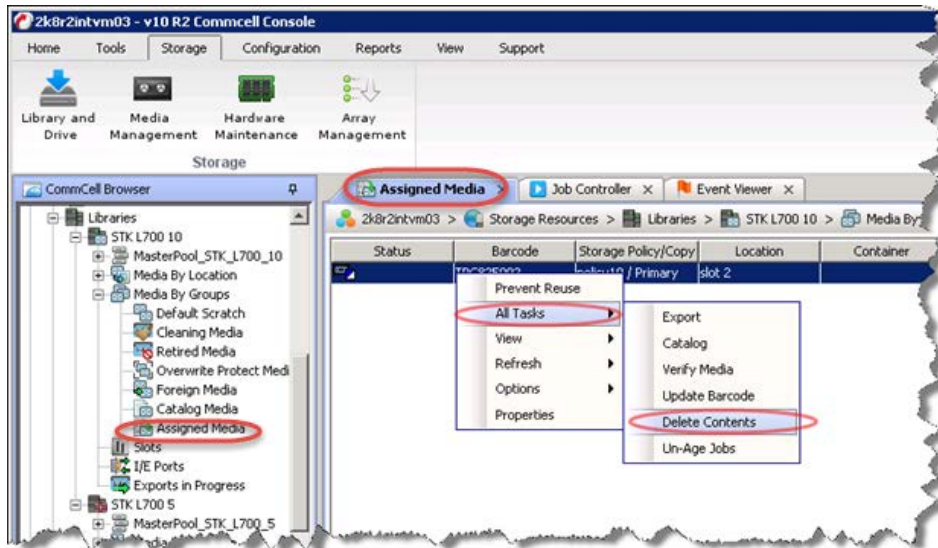 2k8r2intvm03 - v10 R2 Commcell Console
Home Tools Storage Configuration Reports View Support
Library and Drive
Media Management
Hardware Maintenance
Array Management
Storage
CommCell Browser
Libraries
STK L700 10
MasterPool_STK_L700_10
Media By Location
Media By Groups
Default Scratch
Cleaning Media
Retired Media
Overwrite Protect Medi
Foreign Media
Catalog Media
Assigned Media
Slots
I/E Ports
Exports in Progress
STK L700 5
MasterPool_STK_L700_5
Assigned Media × Job Controller × Event Viewer ×
2k8r2intvm03 > Storage Resources > Libraries > STK L700 10 > Media By
Status Barcode Storage Policy/Copy Location Container
/ Primary slot 2
Prevent Reuse
All Tasks
View
Refresh
Options
Properties
Export
Catalog
Verify Media
Update Barcode
Delete Contents
Un-Age Jobs